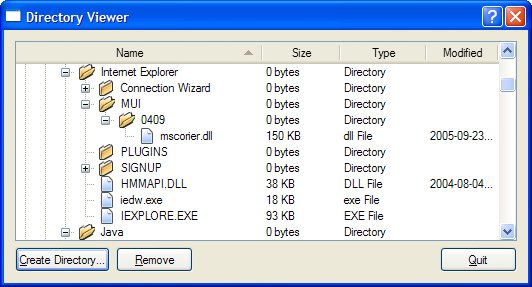 Directory Viewer
Name Size Type Modified
Internet Explorer 0 bytes Directory
Connection Wizard 0 bytes Directory
MUI 0 bytes Directory
0409 0 bytes Directory
mscorier.dll 150 KB dll File 2005-09-23...
PLUGINS 0 bytes Directory
SIGNUP 0 bytes Directory
HMMAPI.DLL 38 KB DLL File 2004-08-04...
iedw.exe 18 KB exe File
IEXPLORE.EXE 93 KB EXE File
Java 0 bytes Directory
Create Directory... Remove Quit